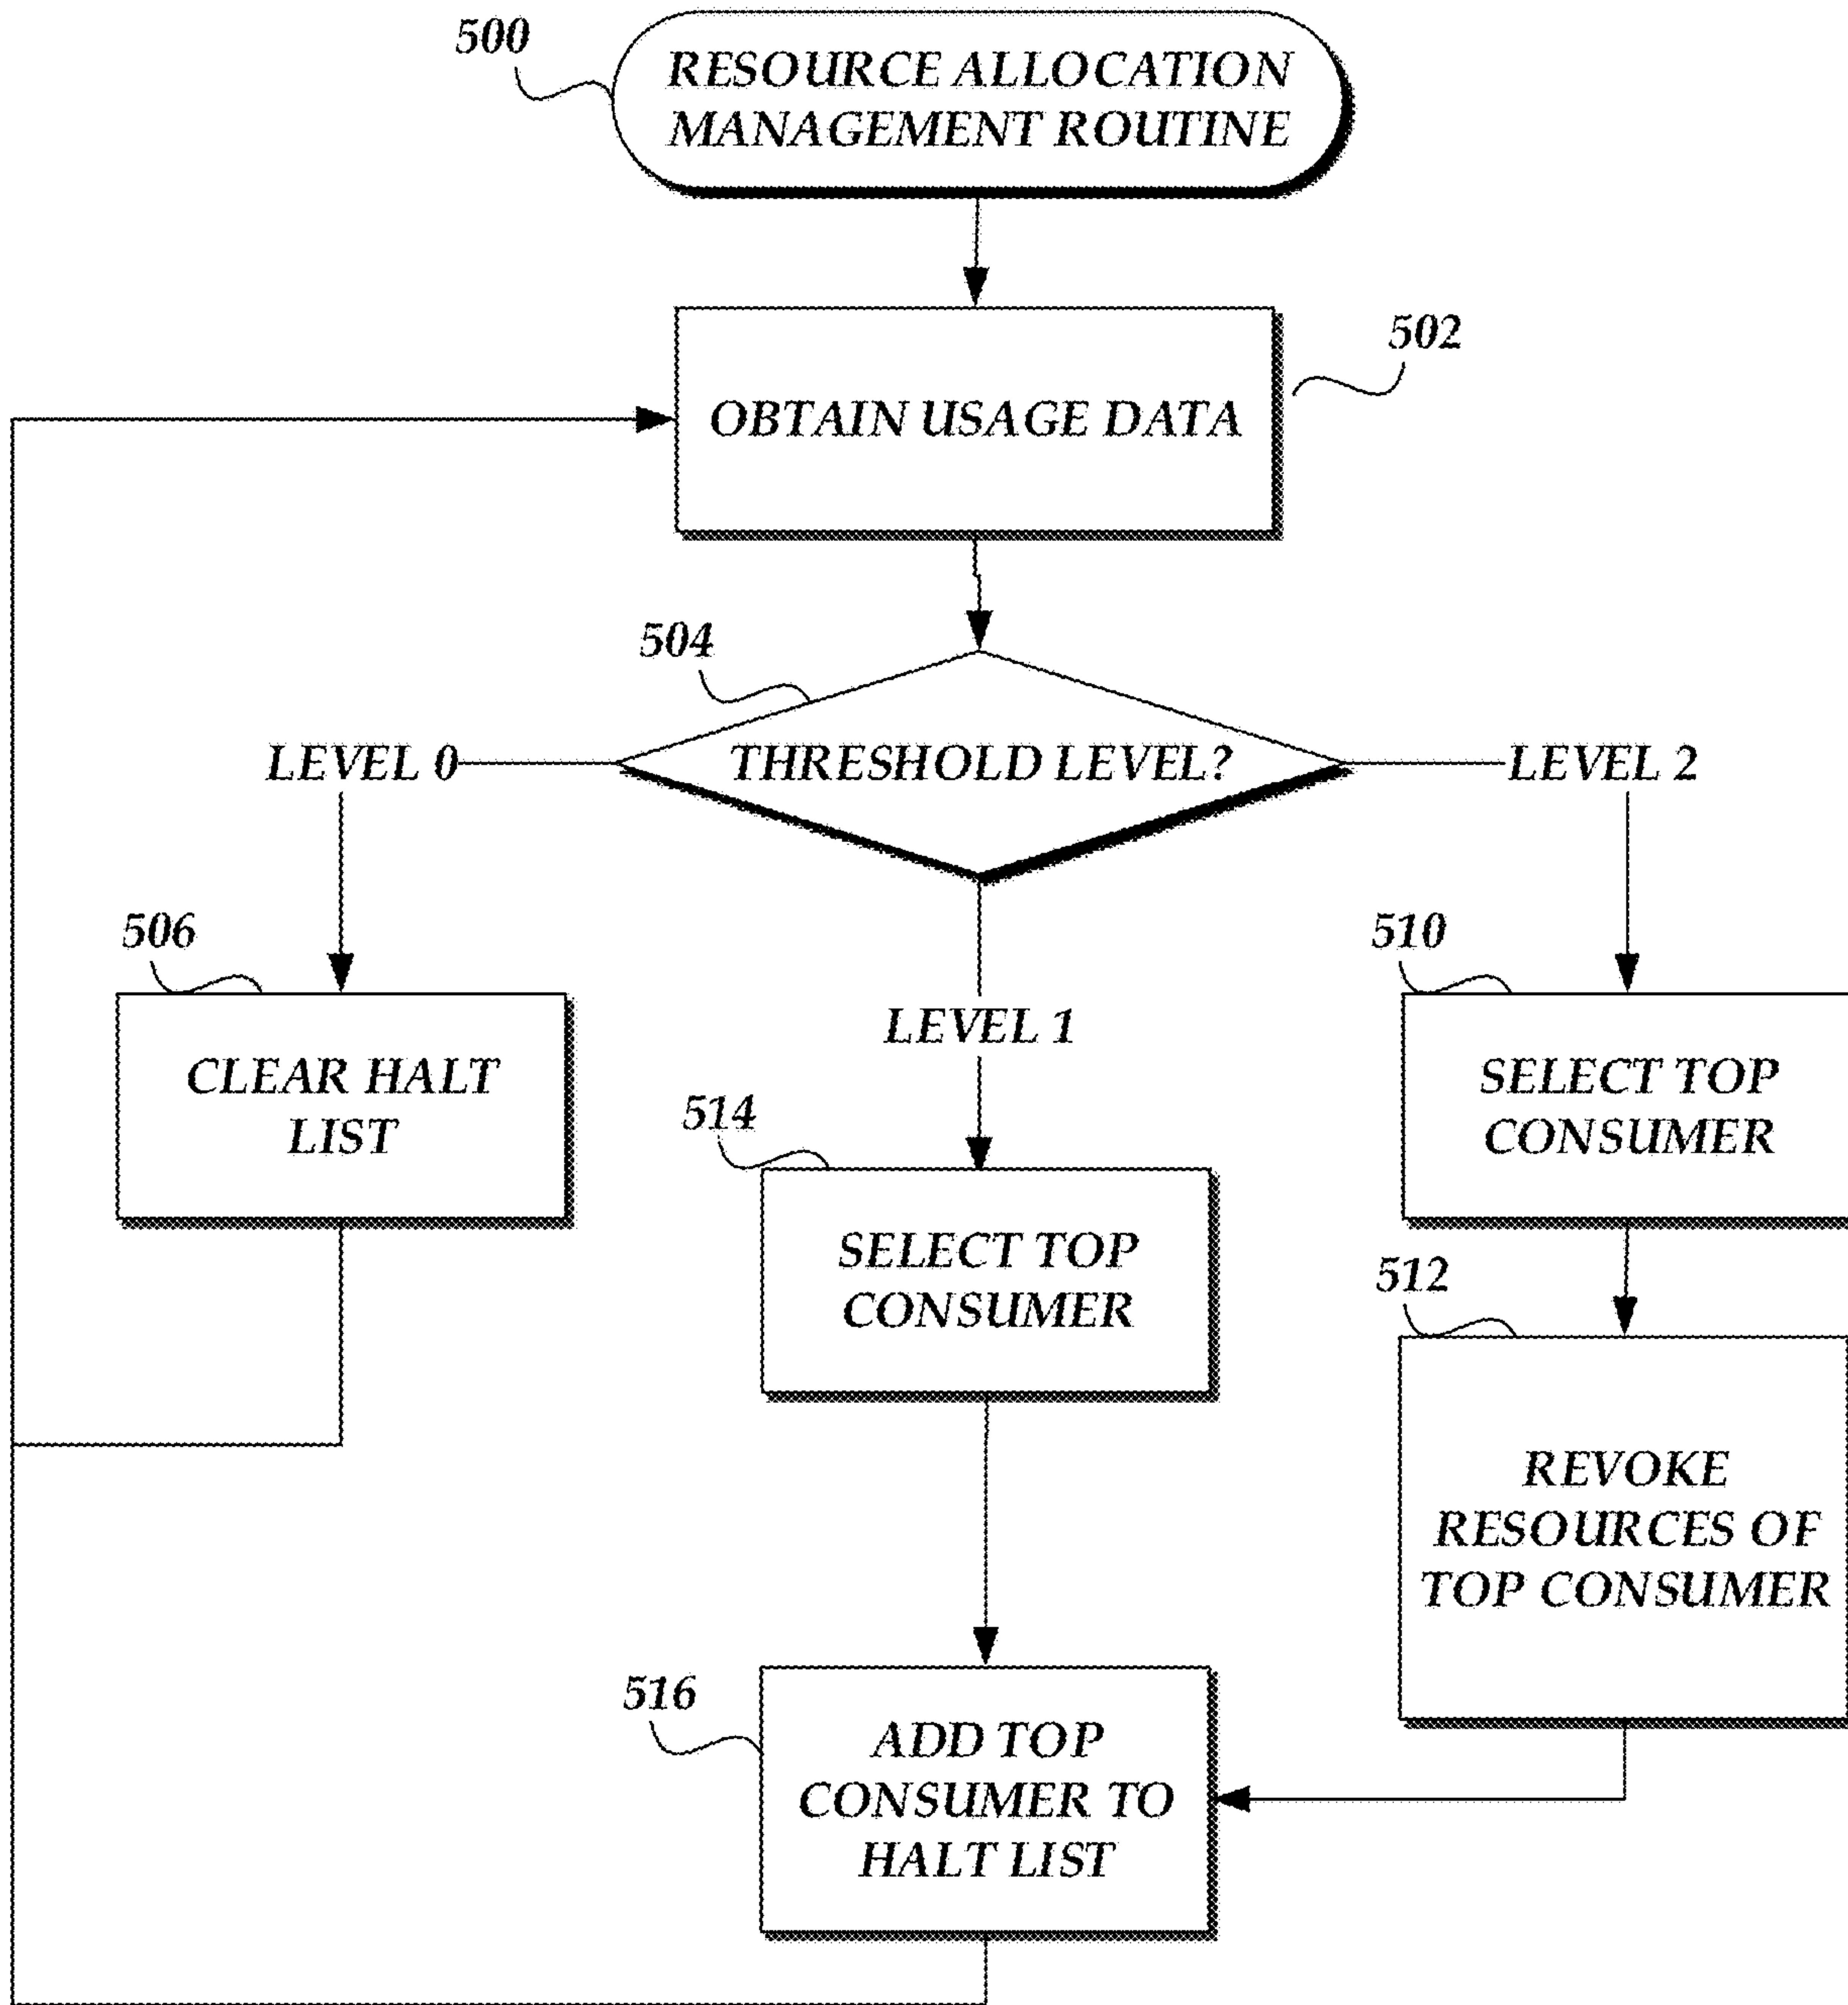 500
RESOURCE ALLOCATION
MANAGEMENT ROUTINE
502
OBTAIN USAGE DATA
504
THRESHOLD LEVEL?
LEVEL 0
LEVEL 2
506
CLEAR HALT
LIST
LEVEL 1
510
SELECT TOP
CONSUMER
514
SELECT TOP
CONSUMER
512
REVOKE
RESOURCES OF
TOP CONSUMER
516
ADD TOP
CONSUMER TO
HALT LIST